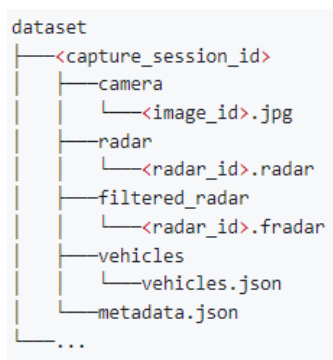 dataset
├───<capture_session_id>
│   ├───camera
│   │   └───<image_id>.jpg
│   ├───radar
│   │   └───<radar_id>.radar
│   ├───filtered_radar
│   │   └───<radar_id>.fradar
│   ├───vehicles
│   │   └───vehicles.json
│   └───metadata.json
└───...